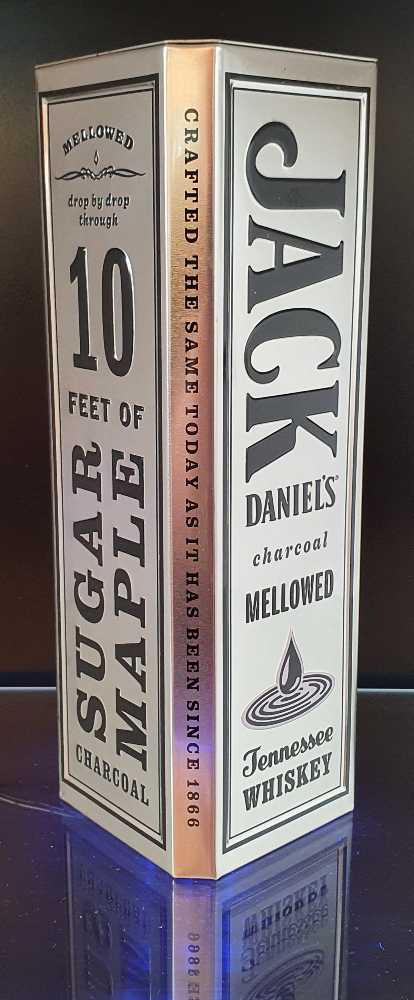 MELLOWED
drop by drop
through
10
FEET OF
SUGAR
MAPLE
CHARCOAL
CRAFTED THE SAME TODAY AS IT HAS BEEN SINCE 1866
JACK
DANIEL'S
charcoal
MELLOWED
Tennessee
WHISKEY